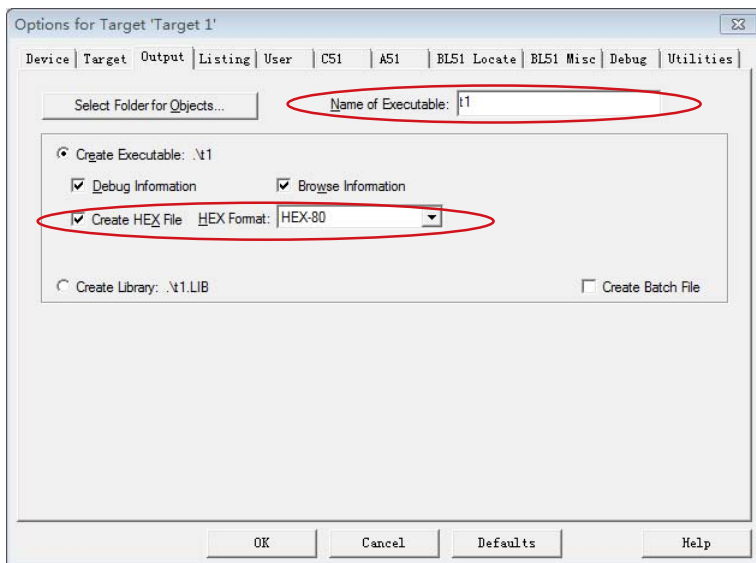 Options for Target 'Target 1'
Device Target Output Listing User C51 A51 BL51 Locate BL51 Misc Debug Utilities
Select Folder for Objects... Name of Executable: t1
Create Executable: .\t1
Debug Information Browse Information
Create HEX File HEX Format: HEX-80
Create Library: .\t1.LIB Create Batch File
OK Cancel Defaults Help